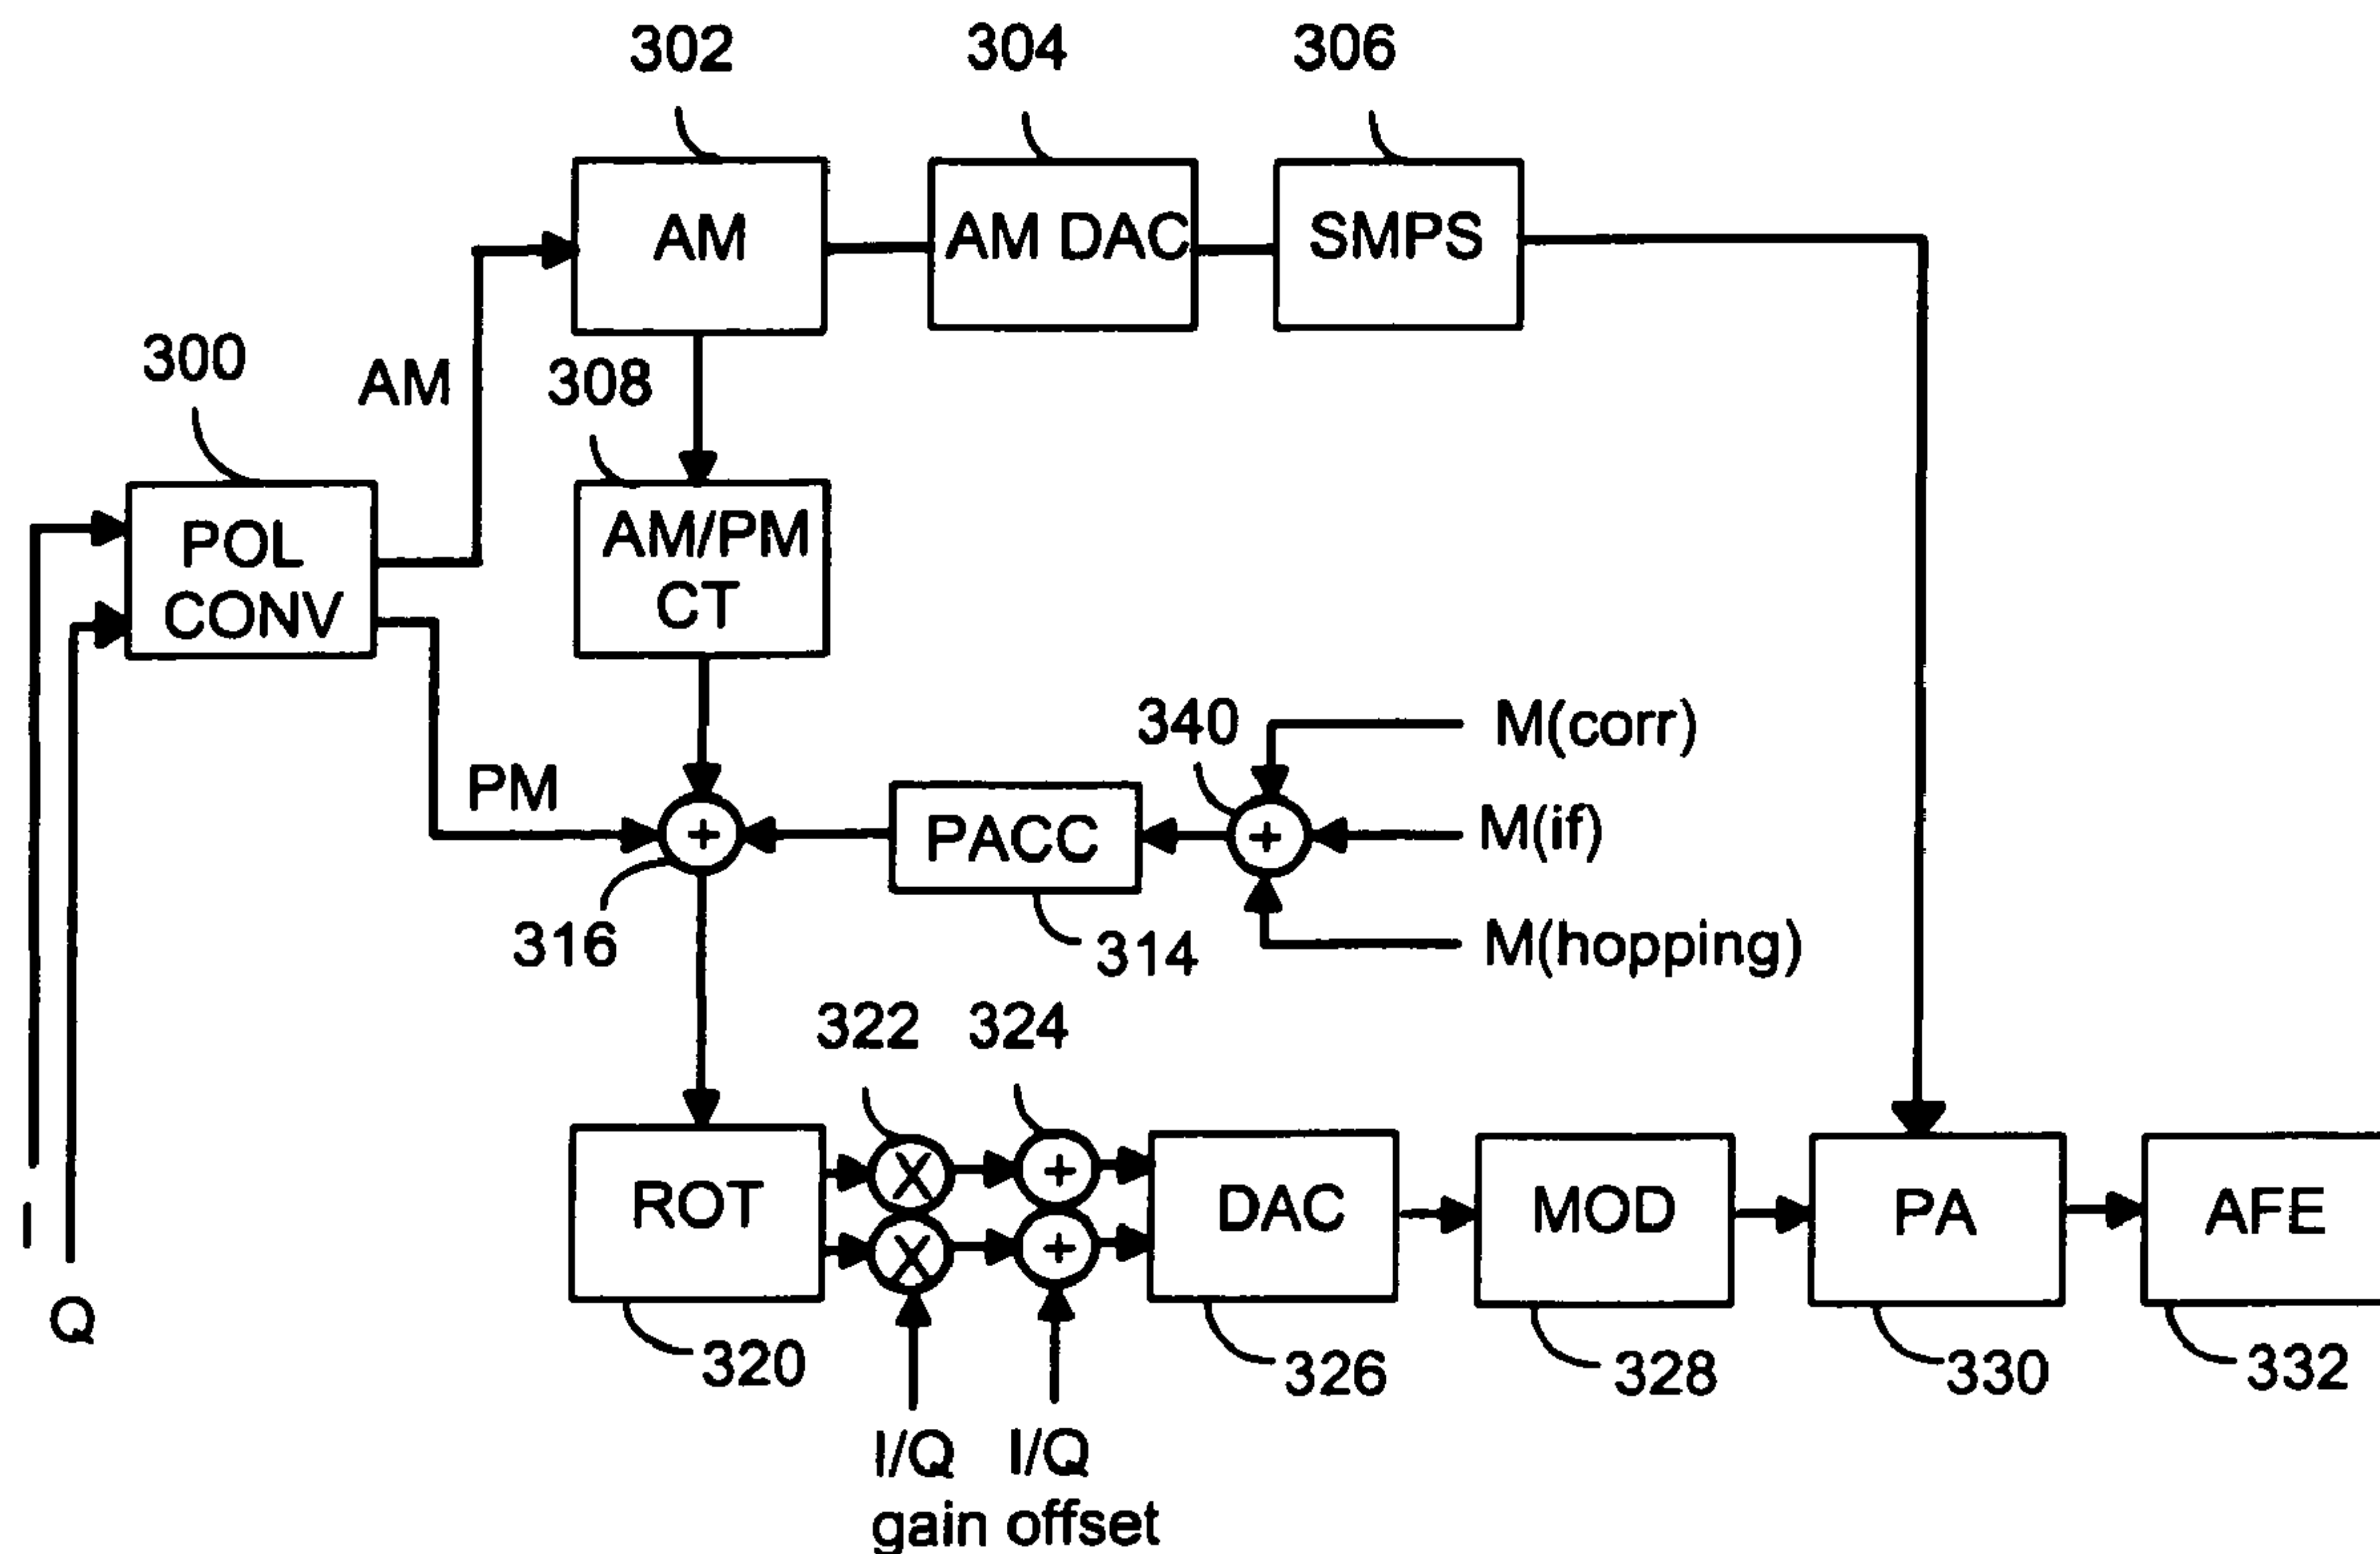 302
304
306
AM
AM DAC
SMPS
300
AM
308
POL
CONV
AM/PM
CT
340
M(corr)
PM
PACC
M(if)
316
314
M(hopping)
322
324
ROT
X
X
DAC
MOD
PA
AFE
I
Q
320
326
328
330
332
I/Q
gain
I/Q
offset